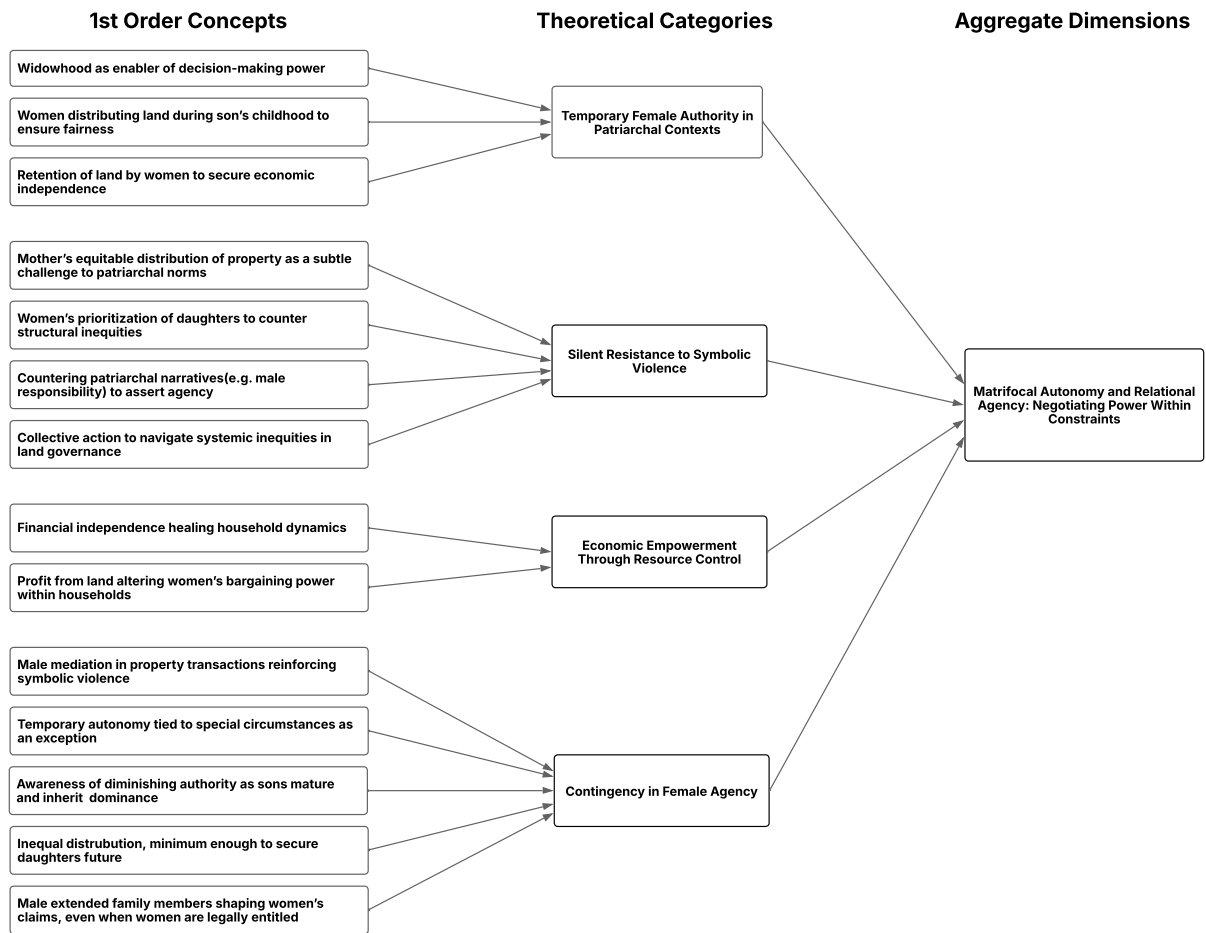 1st Order Concepts
Theoretical Categories
Aggregate Dimensions
Widowhood as enabler of decision-making power
Women distributing land during son’s childhood to
ensure fairness
Retention of land by women to secure economic
independence
Temporary Female Authority in
Patriarchal Contexts
Mother’s equitable distribution of property as a subtle
challenge to patriarchal norms
Women’s prioritization of daughters to counter
structural inequities
Countering patriarchal narratives(e.g. male
responsibility) to assert agency
Collective action to navigate systemic inequities in
land governance
Silent Resistance to Symbolic
Violence
Financial independence healing household dynamics
Profit from land altering women’s bargaining power
within households
Economic Empowerment
Through Resource Control
Male mediation in property transactions reinforcing
symbolic violence
Temporary autonomy tied to special circumstances as
an exception
Awareness of diminishing authority as sons mature
and inherit  dominance
Inequal distrubution, minimum enough to secure
daughters future
Male extended family members shaping women’s
claims, even when women are legally entitled
Contingency in Female Agency
Matrifocal Autonomy and Relational
Agency: Negotiating Power Within
Constraints